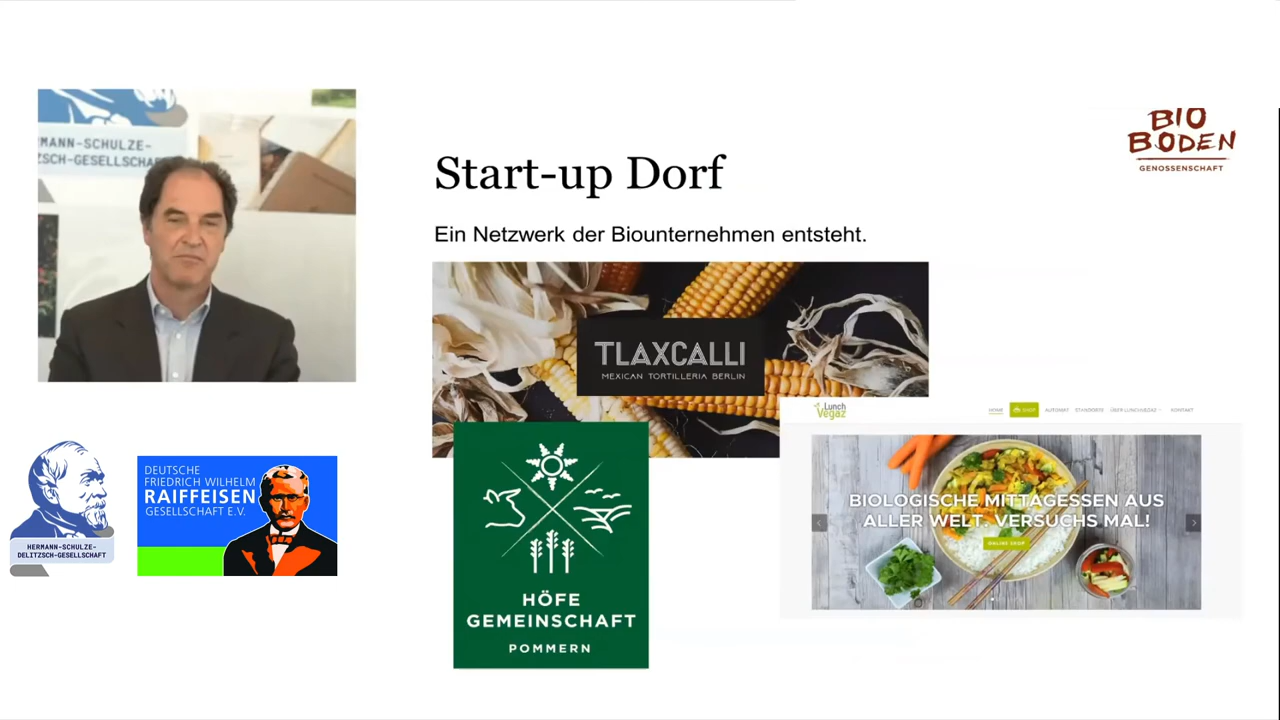 RMANN-SCHULZE-
TZSCH-GESELLSCHA
BIO
BODEN
GENOSSENSCHAFT
Start-up Dorf
Ein Netzwerk der Biounternehmen entsteht.
TLAXCALLI
MEXICAN TORTILLERIA BERLIN
Lunch
Vegaz
HOME
SHOP
AUTOMAT
STANDORTE
ÜBER LUNCHVEGAZ
KONTAKT
BIOLOGISCHE MITTAGESSEN AUS
ALLER WELT. VERSUCHS MAL!
ONLINE SHOP
HÖFE
GEMEINSCHAFT
POMMERN
HERMANN-SCHULZE-
DELITZSCH-GESELLSCHAFT
DEUTSCHE
FRIEDRICH WILHELM
RAIFFEISEN
GESELLSCHAFT E.V.